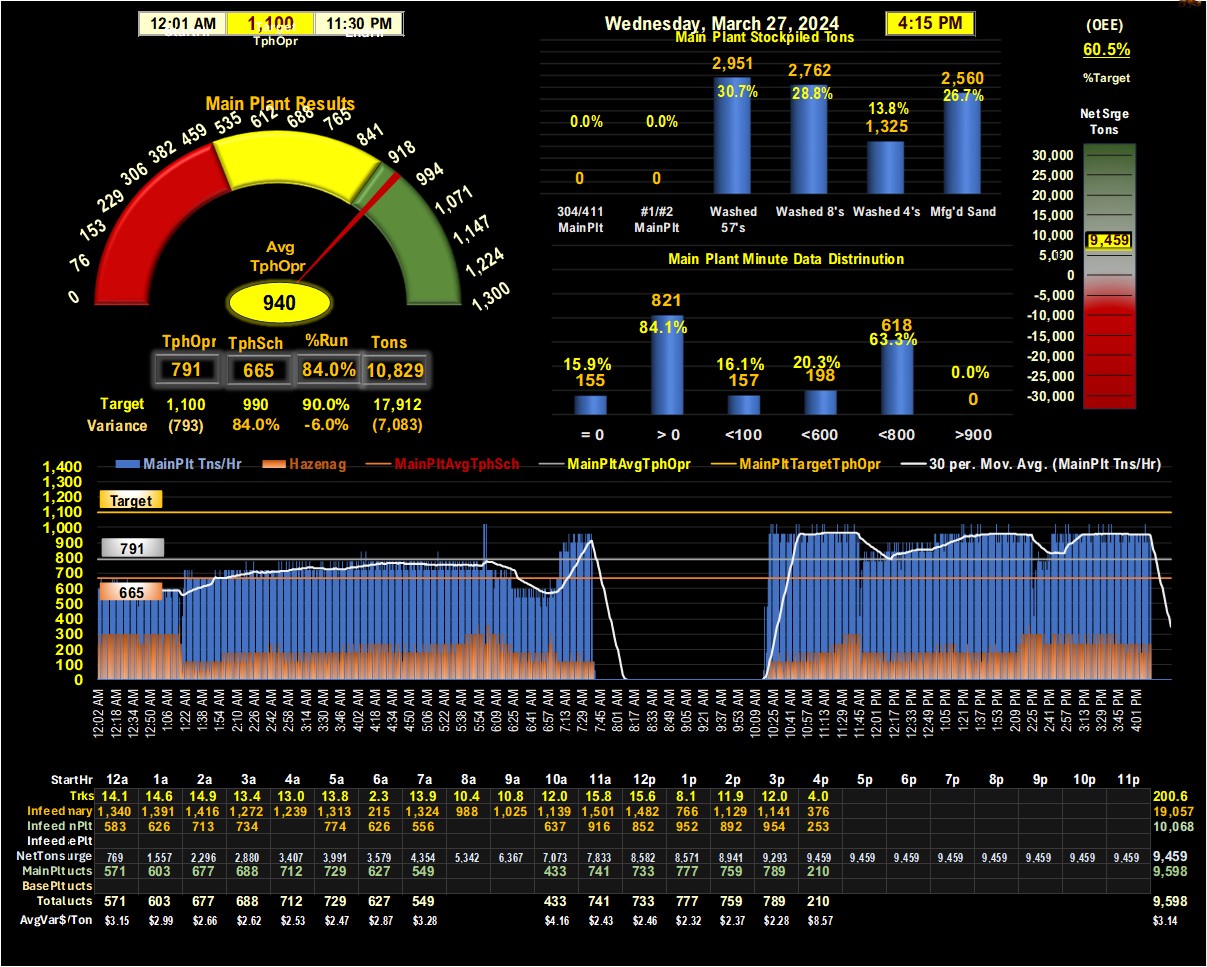 12:01 AM 1,100 11:30 PM
TphOpr
Wednesday, March 27, 2024 4:15 PM
(OEE)
60.5%
%Target
Main Plant Stockpiled Tons
2,951 2,762 1,325 2,560
0.0% 0.0% 30.7% 28.8% 13.8% 26.7%
0 0
304/411 MainPlt #1/#2 MainPlt Washed 57's Washed 8's Washed 4's Mfg'd Sand
Net Srge
Tons
30,000
25,000
20,000
15,000
10,000
9,459
5,000
0
-5,000
-10,000
-15,000
-20,000
-25,000
-30,000
Main Plant Results
0 76 153 229 306 382 459 535 612 688 765 841 918 994 1,071 1,147 1,224 1,300
Avg
TphOpr
940
TphOpr TphSch %Run Tons
791 665 84.0% 10,829
Target 1,100 990 90.0% 17,912
Variance (793) 84.0% -6.0% (7,083)
Main Plant Minute Data Distrinution
155 821 157 198 618 0
15.9% 84.1% 16.1% 20.3% 63.3% 0.0%
= 0 > 0 <100 <600 <800 >900
MainPlt Tns/Hr Hazenag MainPltAvgTphSch MainPltAvgTphOpr MainPltTargetTphOpr 30 per. Mov. Avg. (MainPlt Tns/Hr)
1,400
1,300
1,200
1,100
1,000
900
800
700
600
500
400
300
200
100
0
Target
791
665
12:02 AM 12:18 AM 12:34 AM 12:50 AM 1:06 AM 1:22 AM 1:38 AM 1:54 AM 2:10 AM 2:26 AM 2:42 AM 2:58 AM 3:14 AM 3:30 AM 3:46 AM 4:02 AM 4:18 AM 4:34 AM 4:50 AM 5:06 AM 5:22 AM 5:38 AM 5:54 AM 6:09 AM 6:25 AM 6:41 AM 6:57 AM 7:13 AM 7:29 AM 7:45 AM 8:01 AM 8:17 AM 8:33 AM 8:49 AM 9:05 AM 9:21 AM 9:37 AM 9:53 AM 10:09 AM 10:25 AM 10:41 AM 10:57 AM 11:13 AM 11:29 AM 11:45 AM 12:01 PM 12:17 PM 12:33 PM 12:49 PM 1:05 PM 1:21 PM 1:37 PM 1:53 PM 2:09 PM 2:25 PM 2:41 PM 2:57 PM 3:13 PM 3:29 PM 3:45 PM 4:01 PM
StartHr 12a 1a 2a 3a 4a 5a 6a 7a 8a 9a 10a 11a 12p 1p 2p 3p 4p 5p 6p 7p 8p 9p 10p 11p
Trks 14.1 14.6 14.9 13.4 13.0 13.8 2.3 13.9 10.4 10.8 12.0 15.8 15.6 8.1 11.9 12.0 4.0 200.6
Infeed nary 1,340 1,391 1,416 1,272 1,239 1,313 215 1,324 988 1,025 1,139 1,501 1,482 766 1,129 1,141 376 19,057
Infeed nPlt 583 626 713 734 774 626 556 637 916 852 952 892 954 253 10,068
Infeed ePlt
NetTons urge 769 1,557 2,296 2,880 3,407 3,991 3,579 4,354 5,342 6,367 7,073 7,833 8,582 8,571 8,941 9,293 9,459 9,459 9,459 9,459 9,459 9,459 9,459 9,459 9,459
MainPlt ucts 571 603 677 688 712 729 627 549 433 741 733 777 759 789 210 9,598
BasePlt ucts
Total ucts 571 603 677 688 712 729 627 549 433 741 733 777 759 789 210 9,598
AvgVar$/Ton $3.15 $2.99 $2.66 $2.62 $2.53 $2.47 $2.87 $3.28 $4.16 $2.43 $2.46 $2.32 $2.37 $2.28 $8.57 $3.14